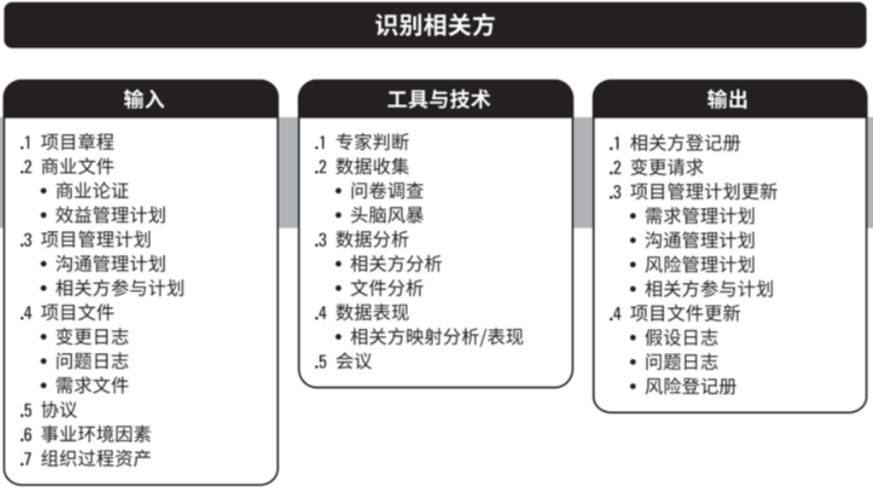 识别相关方
输入
.1 项目章程
.2 商业文件
• 商业论证
• 效益管理计划
.3 项目管理计划
• 沟通管理计划
• 相关方参与计划
.4 项目文件
• 变更日志
• 问题日志
• 需求文件
.5 协议
.6 事业环境因素
.7 组织过程资产
工具与技术
.1 专家判断
.2 数据收集
• 问卷调查
• 头脑风暴
.3 数据分析
• 相关方分析
• 文件分析
.4 数据表现
• 相关方映射分析/表现
.5 会议
输出
.1 相关方登记册
.2 变更请求
.3 项目管理计划更新
• 需求管理计划
• 沟通管理计划
• 风险管理计划
• 相关方参与计划
.4 项目文件更新
• 假设日志
• 问题日志
• 风险登记册